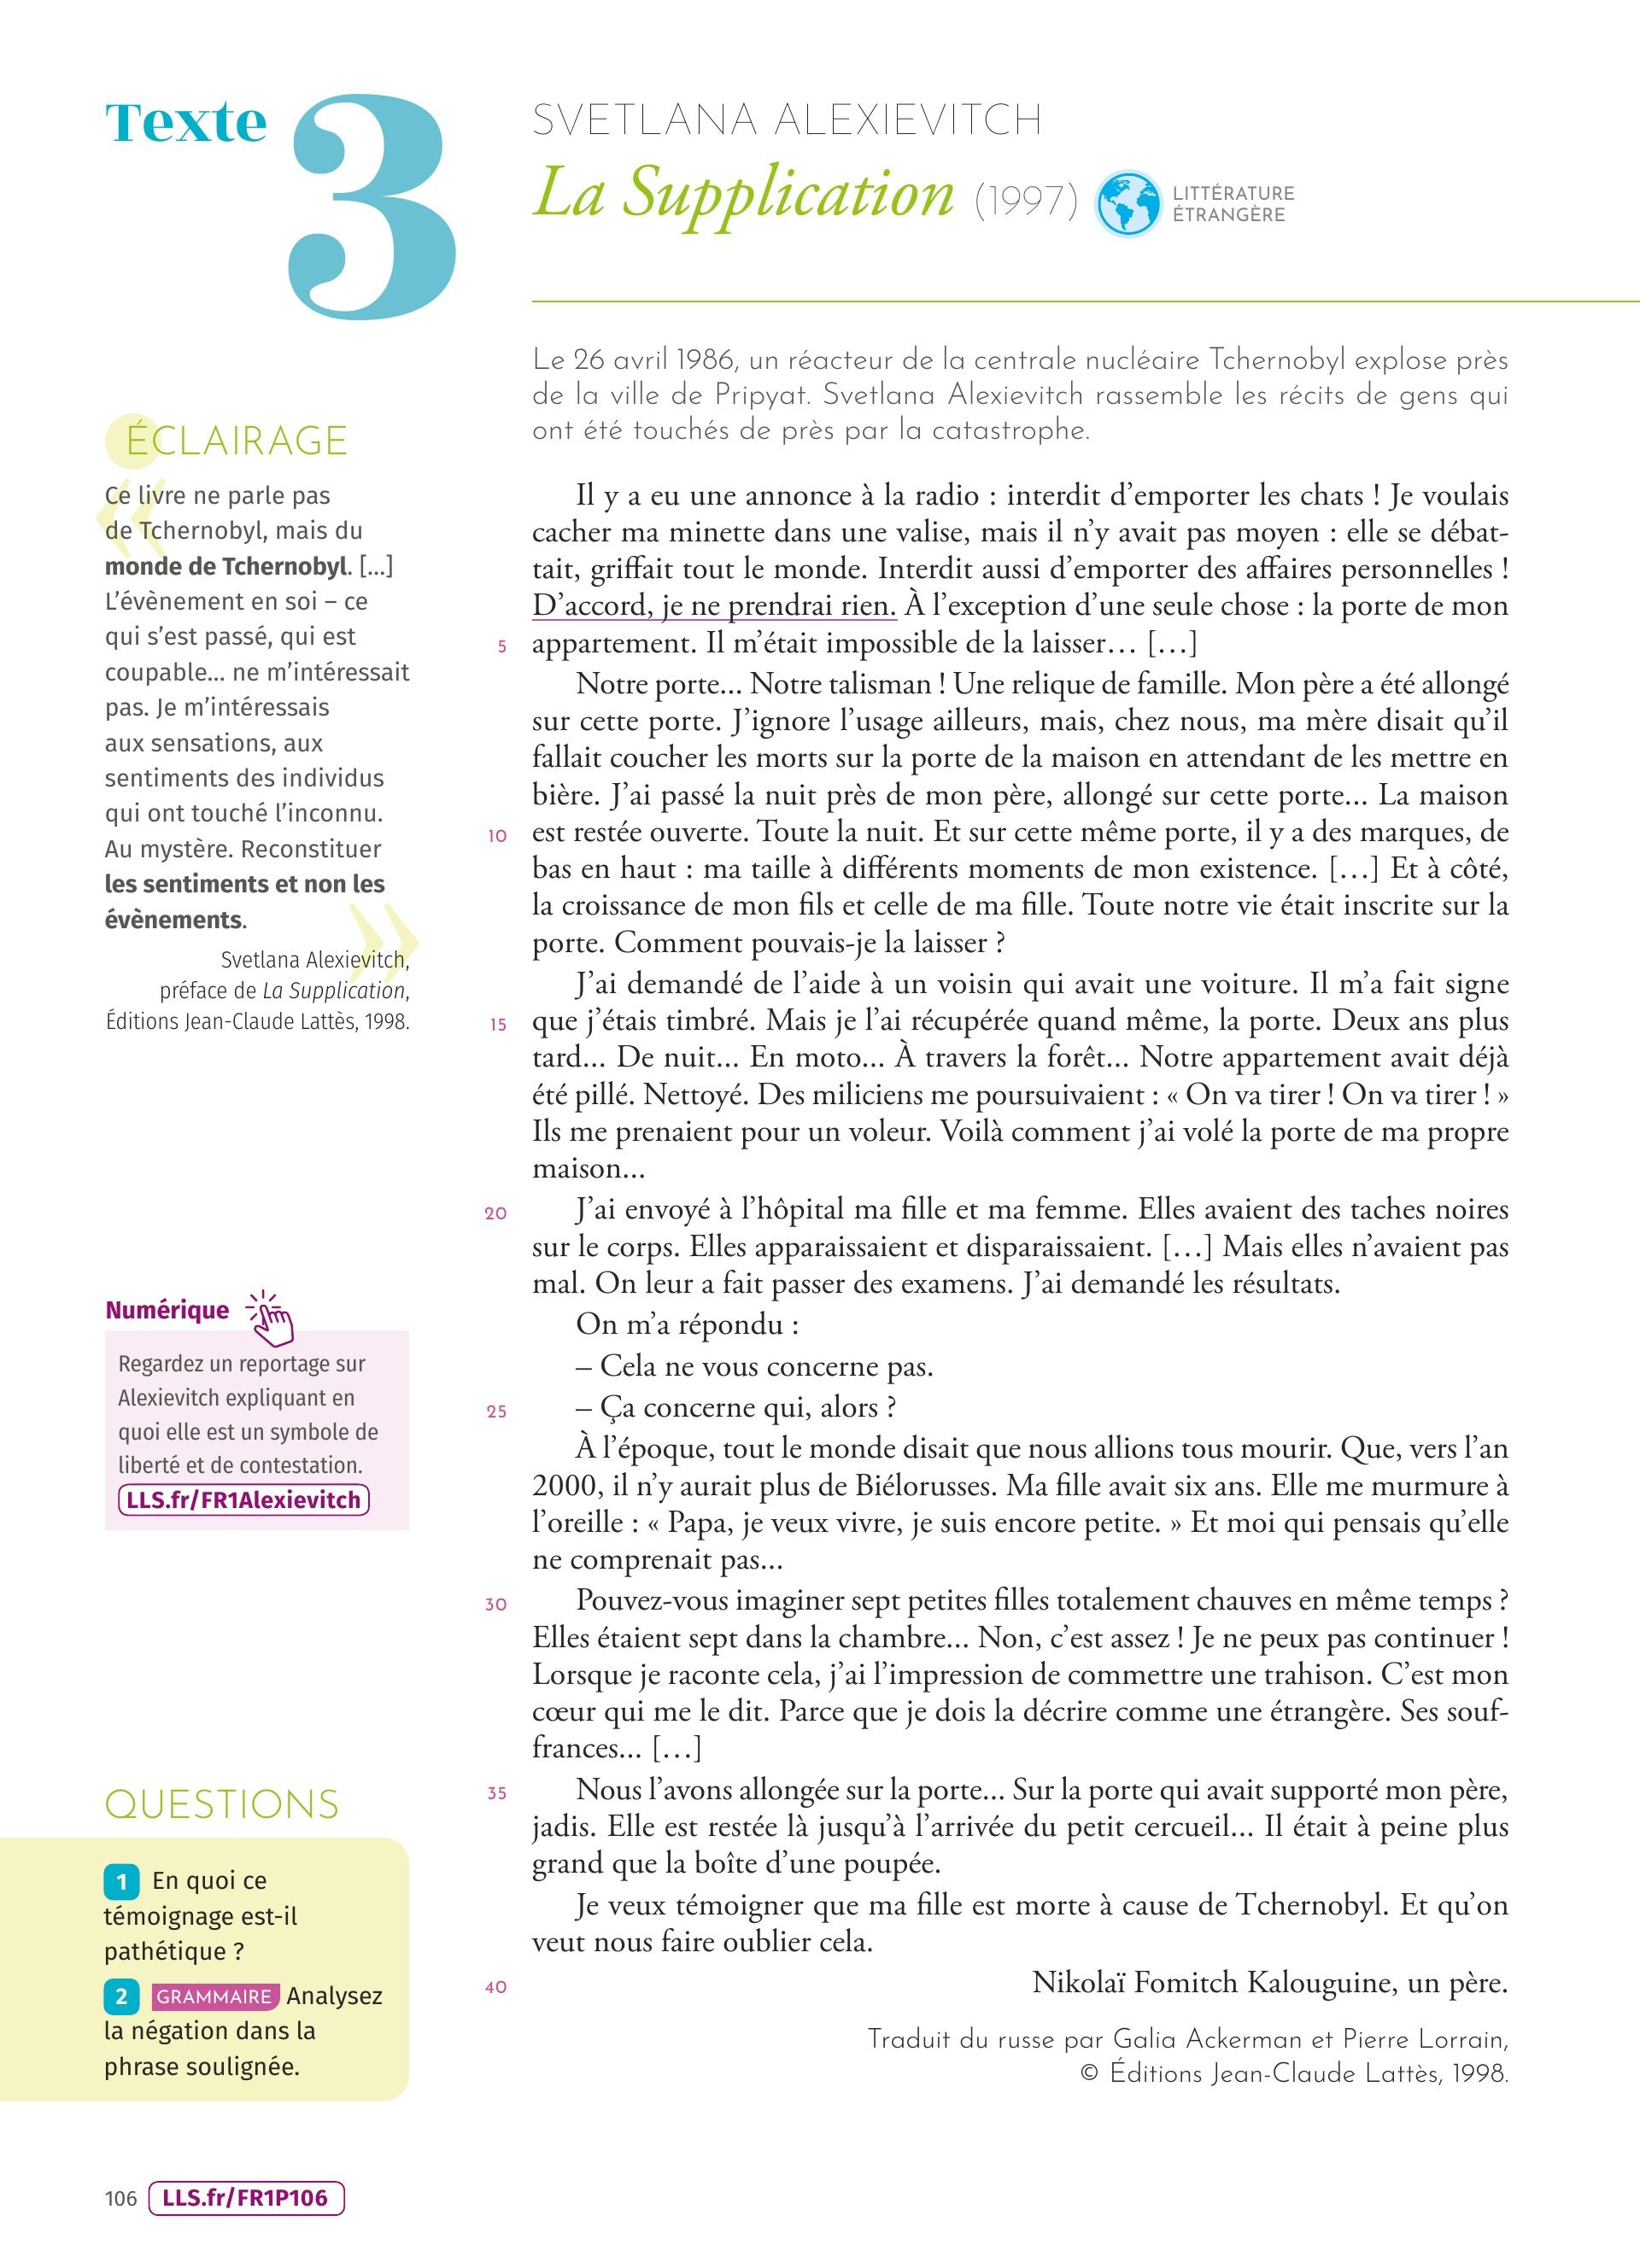 Texte 3
SVETLANA ALEXIEVITCH
La Supplication (1997)
LITTÉRATURE
ÉTRANGÈRE
Le 26 avril 1986, un réacteur de la centrale nucléaire Tchernobyl explose près
de la ville de Pripyat. Svetlana Alexievitch rassemble les récits de gens qui
ont été touchés de près par la catastrophe.
ÉCLAIRAGE
«
Ce livre ne parle pas
de Tchernobyl, mais du
monde de Tchernobyl. [...]
L’évènement en soi – ce
qui s’est passé, qui est
coupable... ne m’intéressait
pas. Je m’intéressais
aux sensations, aux
sentiments des individus
qui ont touché l’inconnu.
Au mystère. Reconstituer
les sentiments et non les
évènements.
»
Svetlana Alexievitch,
préface de La Supplication,
Éditions Jean-Claude Lattès, 1998.
Numérique
Regardez un reportage sur
Alexievitch expliquant en
quoi elle est un symbole de
liberté et de contestation.
LLS.fr/FR1Alexievitch
QUESTIONS
1 En quoi ce
témoignage est-il
pathétique ?
2 GRAMMAIRE Analysez
la négation dans la
phrase soulignée.
Il y a eu une annonce à la radio : interdit d’emporter les chats ! Je voulais
cacher ma minette dans une valise, mais il n’y avait pas moyen : elle se débat-
tait, griffait tout le monde. Interdit aussi d’emporter des affaires personnelles !
D’accord, je ne prendrai rien. À l’exception d’une seule chose : la porte de mon
5 appartement. Il m’était impossible de la laisser… […]
Notre porte... Notre talisman ! Une relique de famille. Mon père a été allongé
sur cette porte. J’ignore l’usage ailleurs, mais, chez nous, ma mère disait qu’il
fallait coucher les morts sur la porte de la maison en attendant de les mettre en
bière. J’ai passé la nuit près de mon père, allongé sur cette porte... La maison
10 est restée ouverte. Toute la nuit. Et sur cette même porte, il y a des marques, de
bas en haut : ma taille à différents moments de mon existence. […] Et à côté,
la croissance de mon fils et celle de ma fille. Toute notre vie était inscrite sur la
porte. Comment pouvais-je la laisser ?
J’ai demandé de l’aide à un voisin qui avait une voiture. Il m’a fait signe
15 que j’étais timbré. Mais je l’ai récupérée quand même, la porte. Deux ans plus
tard... De nuit... En moto... À travers la forêt... Notre appartement avait déjà
été pillé. Nettoyé. Des miliciens me poursuivaient : « On va tirer ! On va tirer ! »
Ils me prenaient pour un voleur. Voilà comment j’ai volé la porte de ma propre
maison...
20 J’ai envoyé à l’hôpital ma fille et ma femme. Elles avaient des taches noires
sur le corps. Elles apparaissaient et disparaissaient. […] Mais elles n’avaient pas
mal. On leur a fait passer des examens. J’ai demandé les résultats.
On m’a répondu :
– Cela ne vous concerne pas.
25 – Ça concerne qui, alors ?
À l’époque, tout le monde disait que nous allions tous mourir. Que, vers l’an
2000, il n’y aurait plus de Biélorusses. Ma fille avait six ans. Elle me murmure à
l’oreille : « Papa, je veux vivre, je suis encore petite. » Et moi qui pensais qu’elle
ne comprenait pas...
30 Pouvez-vous imaginer sept petites filles totalement chauves en même temps ?
Elles étaient sept dans la chambre... Non, c’est assez ! Je ne peux pas continuer !
Lorsque je raconte cela, j’ai l’impression de commettre une trahison. C’est mon
cœur qui me le dit. Parce que je dois la décrire comme une étrangère. Ses souf-
frances... […]
35 Nous l’avons allongée sur la porte... Sur la porte qui avait supporté mon père,
jadis. Elle est restée là jusqu’à l’arrivée du petit cercueil... Il était à peine plus
grand que la boîte d’une poupée.
Je veux témoigner que ma fille est morte à cause de Tchernobyl. Et qu’on
veut nous faire oublier cela.
40 Nikolaï Fomitch Kalouguine, un père.
Traduit du russe par Galia Ackerman et Pierre Lorrain,
© Éditions Jean-Claude Lattès, 1998.
106 LLS.fr/FR1P106